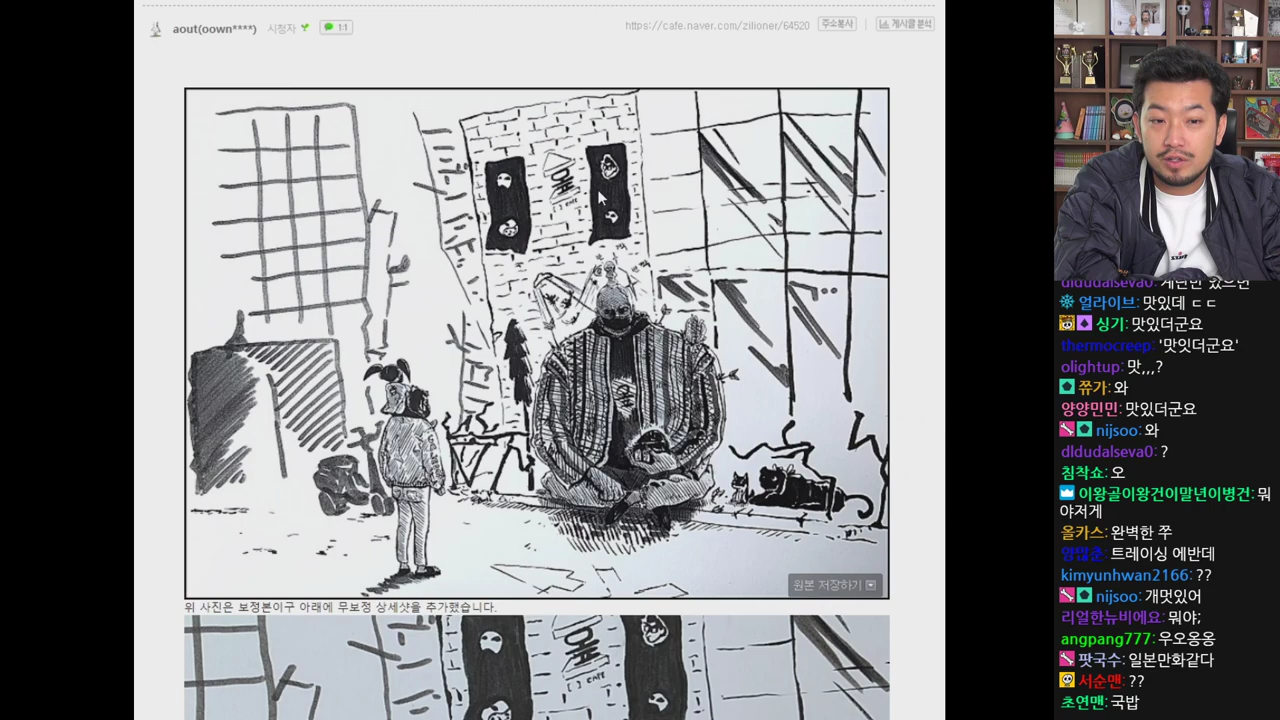 aout(oown****) 시청자 1:1
https://cafe.naver.com/zilioner/64520 주소복사 | 게시글 분석
원본 저장하기
위 사진은 보정본이구 아래에 무보정 상세샷을 추가했습니다.
dldudalseva0: 계란만 있으면
얼라이브: 맛있데 ㄷㄷ
싱기: 맛있더군요
thermocreep: '맛잇더군요'
olightup: 맛,,,?
쮸가: 와
양양민민: 맛있더군요
nijsoo: 와
dldudalseva0: ?
침착쇼: 오
이왕골이왕건이말년이병건: 뭐
야저게
올카스: 완벽한 쭈
트레이싱 에반데
kimyunhwan2166: ??
nijsoo: 개멋있어
리얼한뉴비에요: 뭐야;
angpang777: 우오옹옹
팟국수: 일본만화같다
서순맨: ??
초연맨: 국밥